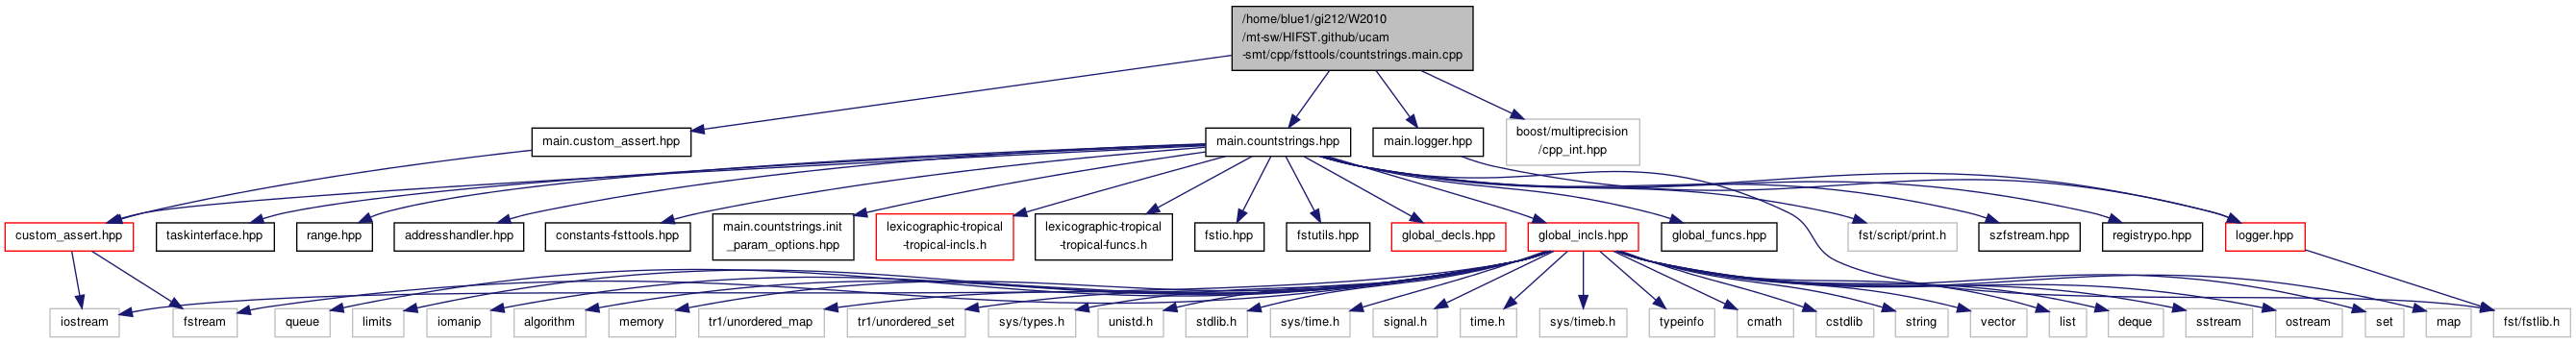 /home/blue1/gi212/W2010
/mt-sw/HIFST.github/ucam
-smt/cpp/fsttools/countstrings.main.cpp
main.custom_assert.hpp
main.countstrings.hpp
main.logger.hpp
boost/multiprecision
/cpp_int.hpp
custom_assert.hpp
taskinterface.hpp
range.hpp
addresshandler.hpp
constants-fsttools.hpp
main.countstrings.init
_param_options.hpp
lexicographic-tropical
-tropical-incls.h
lexicographic-tropical
-tropical-funcs.h
fstio.hpp
fstutils.hpp
global_decls.hpp
global_incls.hpp
global_funcs.hpp
fst/script/print.h
szfstream.hpp
registrypo.hpp
logger.hpp
iostream
fstream
queue
limits
iomanip
algorithm
memory
tr1/unordered_map
tr1/unordered_set
sys/types.h
unistd.h
stdlib.h
sys/time.h
signal.h
time.h
sys/timeb.h
typeinfo
cmath
cstdlib
string
vector
list
deque
sstream
ostream
set
map
fst/fstlib.h